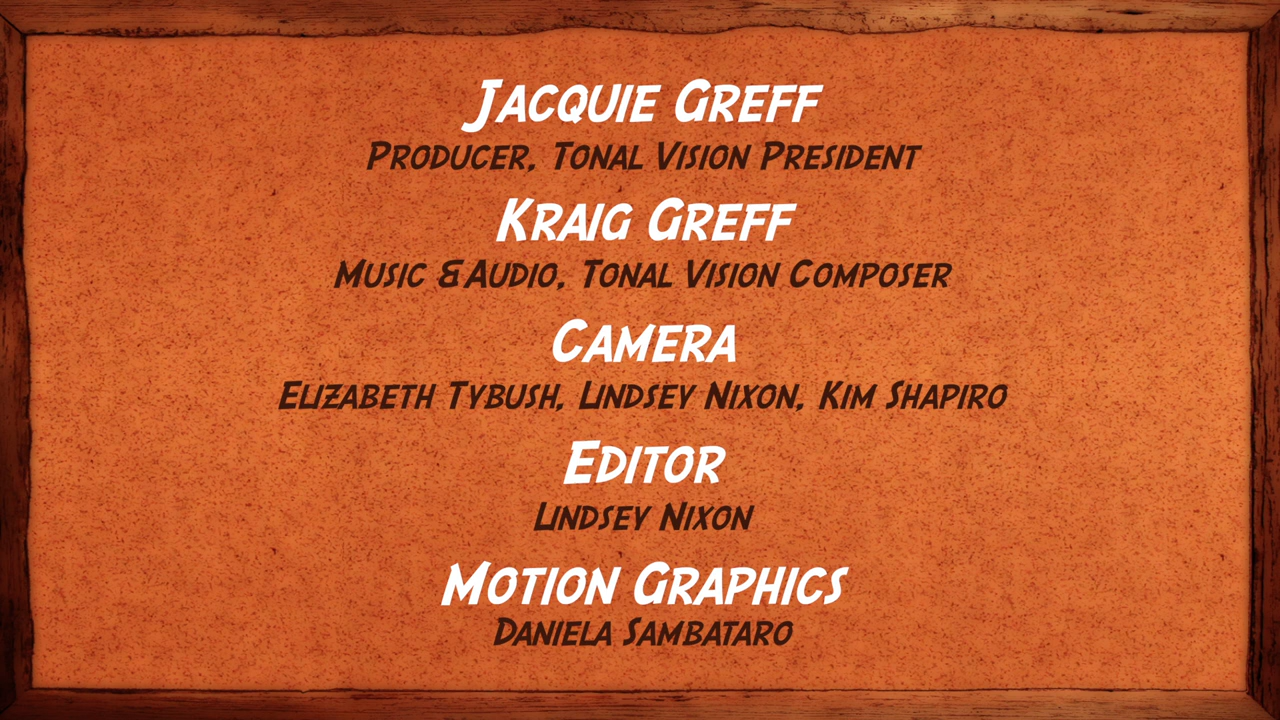 Jacquie Greff
Producer, Tonal Vision President
Kraig Greff
Music & Audio, Tonal Vision Composer
Camera
Elizabeth Tybush, Lindsey Nixon, Kim Shapiro
Editor
Lindsey Nixon
Motion Graphics
Daniela Sambataro